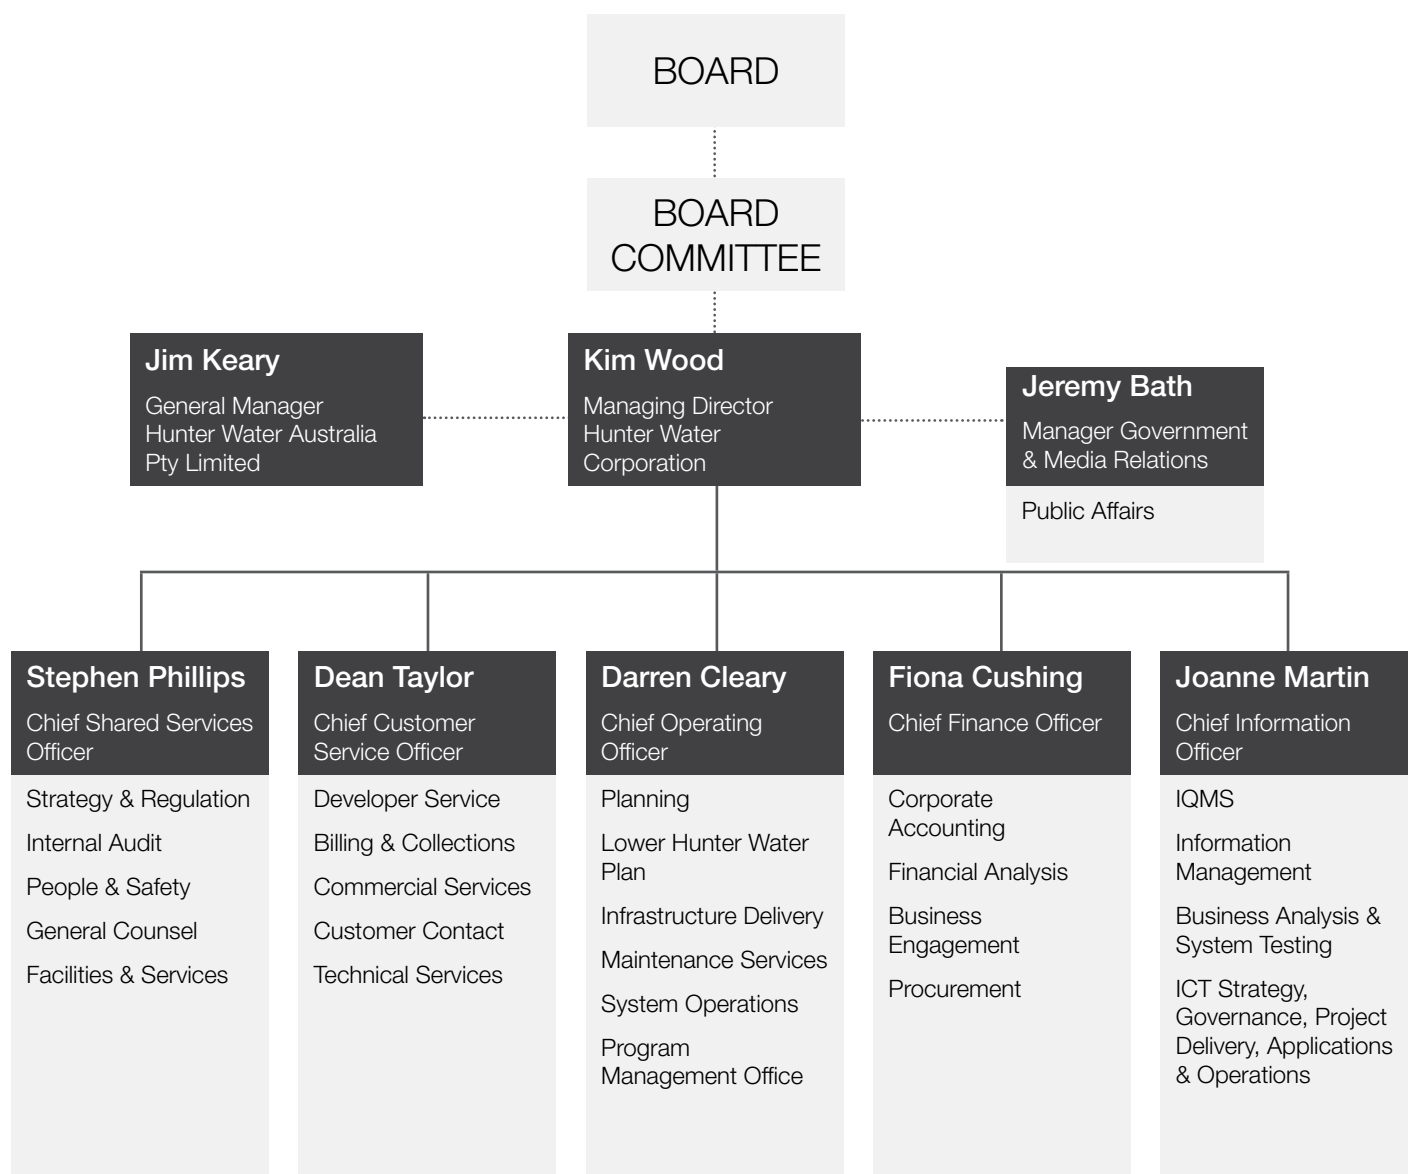 BOARD
BOARD
COMMITTEE
Jim Keary
General Manager
Hunter Water Australia
Pty Limited
Kim Wood
Managing Director
Hunter Water
Corporation
Jeremy Bath
Manager Government
& Media Relations
Public Affairs
Stephen Phillips
Chief Shared Services
Officer
Strategy & Regulation
Internal Audit
People & Safety
General Counsel
Facilities & Services
Dean Taylor
Chief Customer
Service Officer
Developer Service
Billing & Collections
Commercial Services
Customer Contact
Technical Services
Darren Cleary
Chief Operating
Officer
Planning
Lower Hunter Water
Plan
Infrastructure Delivery
Maintenance Services
System Operations
Program
Management Office
Fiona Cushing
Chief Finance Officer
Corporate
Accounting
Financial Analysis
Business
Engagement
Procurement
Joanne Martin
Chief Information
Officer
IQMS
Information
Management
Business Analysis &
System Testing
ICT Strategy,
Governance, Project
Delivery, Applications
& Operations